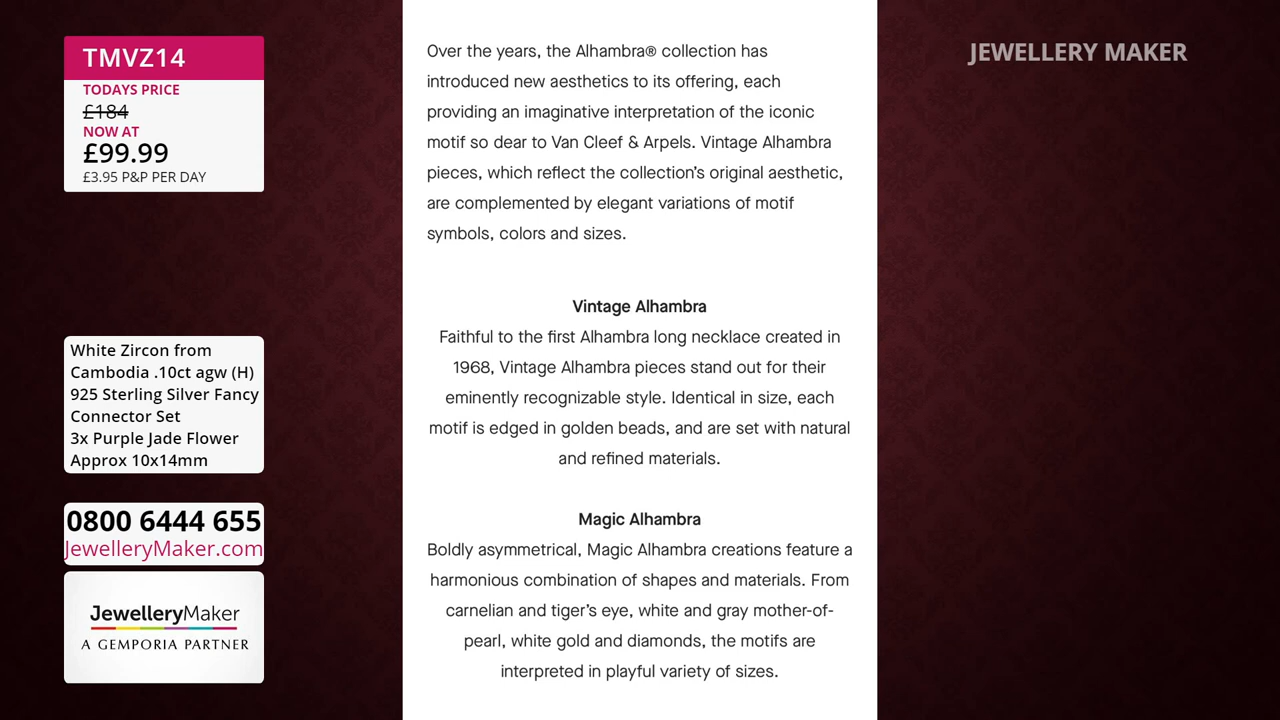 TMVZ14
TODAYS PRICE
£184
NOW AT
£99.99
£3.95 P&P PER DAY
White Zircon from
Cambodia .10ct agw (H)
925 Sterling Silver Fancy
Connector Set
3x Purple Jade Flower
Approx 10x14mm
0800 6444 655
JewelleryMaker.com
JewelleryMaker
A GEMPORIA PARTNER
Over the years, the Alhambra® collection has
introduced new aesthetics to its offering, each
providing an imaginative interpretation of the iconic
motif so dear to Van Cleef & Arpels. Vintage Alhambra
pieces, which reflect the collection’s original aesthetic,
are complemented by elegant variations of motif
symbols, colors and sizes.
Vintage Alhambra
Faithful to the first Alhambra long necklace created in
1968, Vintage Alhambra pieces stand out for their
eminently recognizable style. Identical in size, each
motif is edged in golden beads, and are set with natural
and refined materials.
Magic Alhambra
Boldly asymmetrical, Magic Alhambra creations feature a
harmonious combination of shapes and materials. From
carnelian and tiger’s eye, white and gray mother-of-
pearl, white gold and diamonds, the motifs are
interpreted in playful variety of sizes.
JEWELLERY MAKER